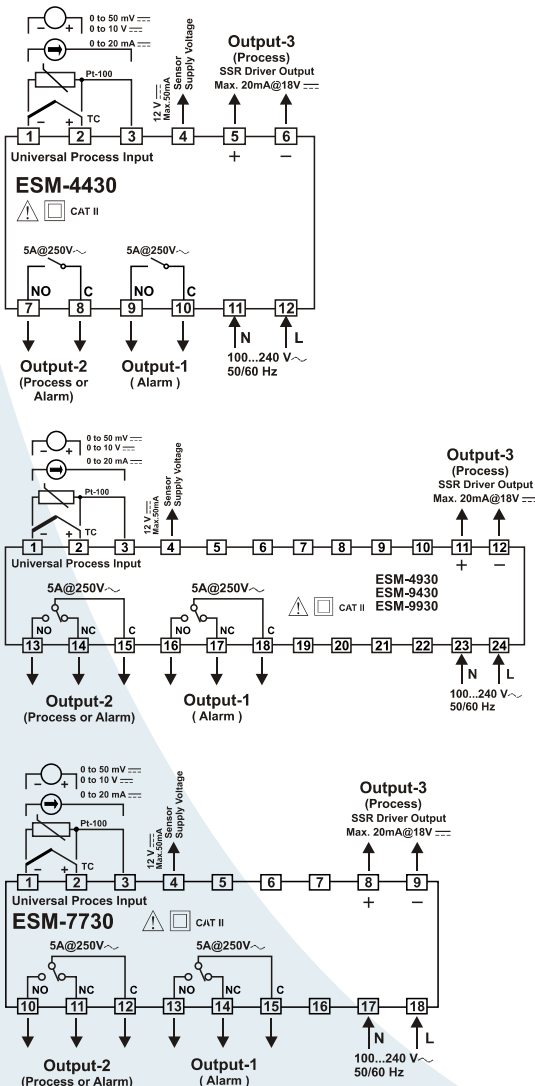 0 to 50 mV
0 to 10 V
− +
0 to 20 mA
Pt-100
− + TC
12 V
Max.50mA
Sensor
Supply Voltage
Output-3
(Process)
SSR Driver Output
Max. 20mA@18V
1 2 3 4 5 6
Universal Process Input + −
ESM-4430
CAT II
5A@250V~ 5A@250V~
NO C NO C
7 8 9 10 11 12
N L
Output-2
(Process or
Alarm)
Output-1
( Alarm )
100...240 V~
50/60 Hz
0 to 50 mV
0 to 10 V
− +
0 to 20 mA
Pt-100
− + TC
12 V
Max.50mA
Sensor
Supply Voltage
Output-3
(Process)
SSR Driver Output
Max. 20mA@18V
1 2 3 4 5 6 7 8 9 10 11 12
Universal Process Input + −
5A@250V~ 5A@250V~
CAT II
ESM-4930
ESM-9430
ESM-9930
NO NC C NO NC C
13 14 15 16 17 18 19 20 21 22 23 24
N L
Output-2
(Process or Alarm)
Output-1
( Alarm )
100...240 V~
50/60 Hz
0 to 50 mV
0 to 10 V
− +
0 to 20 mA
Pt-100
− + TC
12 V
Max.50mA
Sensor
Supply Voltage
Output-3
(Process)
SSR Driver Output
Max. 20mA@18V
1 2 3 4 5 6 7 8 9
Universal Proces Input + −
ESM-7730
CAT II
5A@250V~ 5A@250V~
NO NC C NO NC C
10 11 12 13 14 15 16 17 18
N L
Output-2
(Process or Alarm)
Output-1
( Alarm )
100...240 V~
50/60 Hz